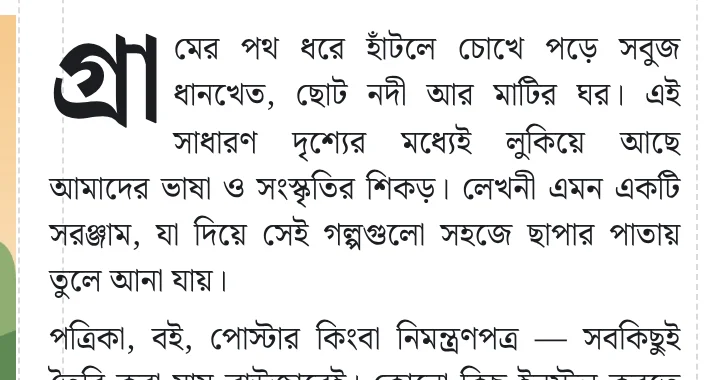 গ্রামের পথ ধরে হাঁটলে চোখে পড়ে সবুজ
ধানখেত, ছোট নদী আর মাটির ঘর। এই
সাধারণ দৃশ্যের মধ্যেই লুকিয়ে আছে
আমাদের ভাষা ও সংস্কৃতির শিকড়। লেখনী এমন একটি
সরঞ্জাম, যা দিয়ে সেই গল্পগুলো সহজে ছাপার পাতায়
তুলে আনা যায়।
পত্রিকা, বই, পোস্টার কিংবা নিমন্ত্রণপত্র — সবকিছুই